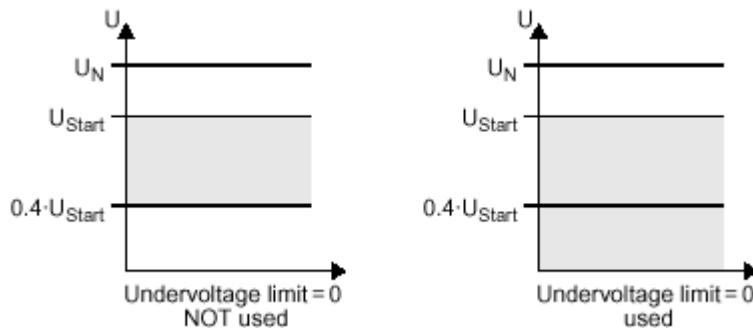 U
U_N
U_Start
0.4·U_Start
Undervoltage limit = 0
NOT used
U
U_N
U_Start
0.4·U_Start
Undervoltage limit = 0
used